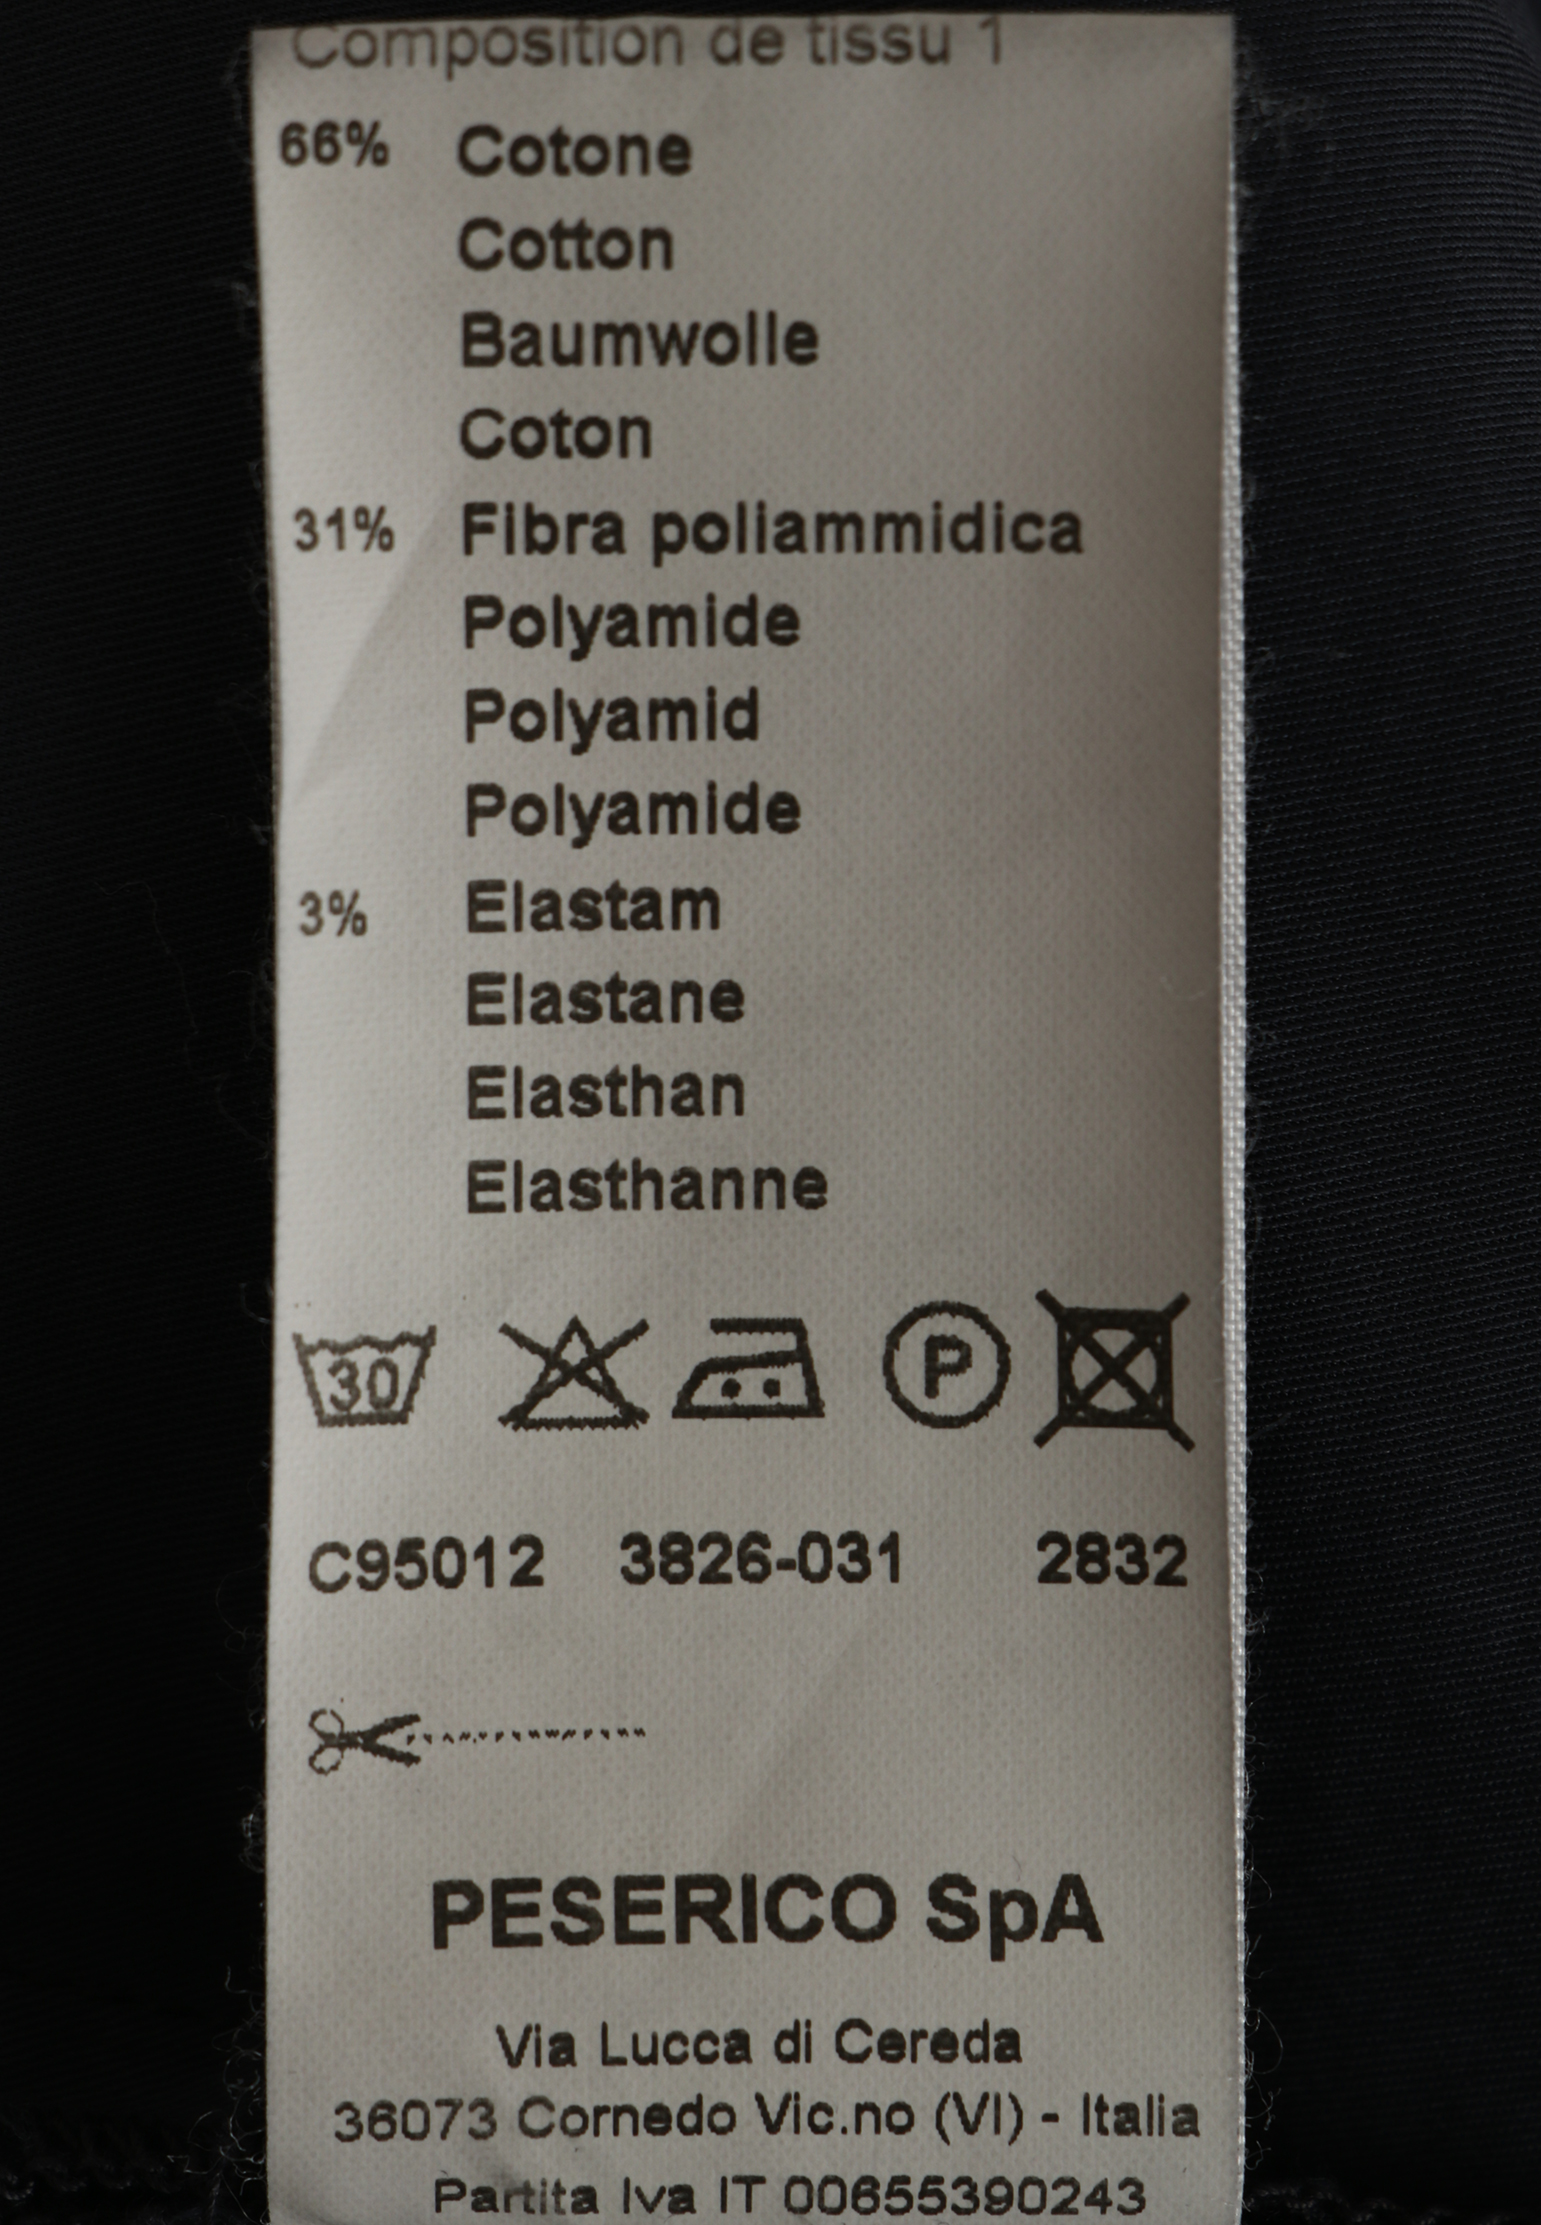 Composition de tissu 1
66% Cotone
Cotton
Baumwolle
Coton
31% Fibra poliammidica
Polyamide
Polyamid
Polyamide
3% Elastam
Elastane
Elasthan
Elasthanne
30 P
C95012 3826-031 2832
PESERICO SpA
Via Lucca di Cereda
36073 Cornedo Vic.no (VI) - Italia
Partita Iva IT 00655390243